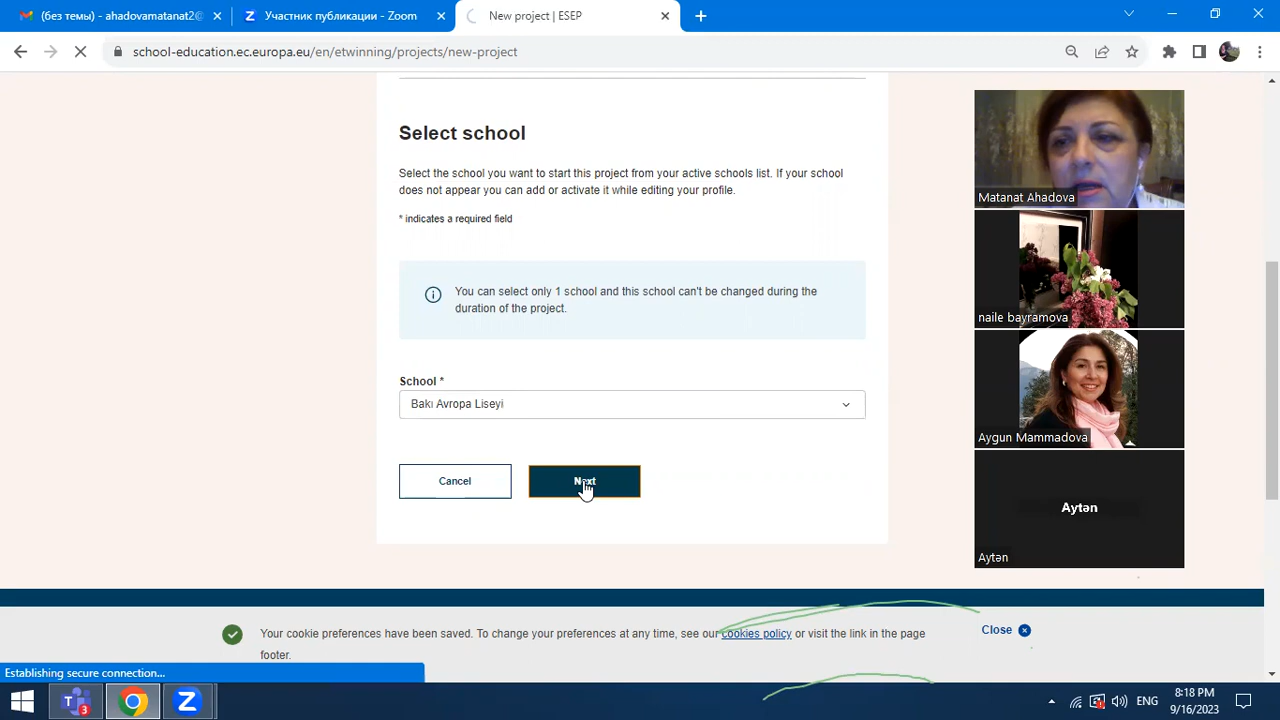 (без темы) - ahadovamatanat2@
Участник публикации - Zoom
New project | ESEP
school-education.ec.europa.eu/en/etwinning/projects/new-project
Select school
Select the school you want to start this project from your active schools list. If your school
does not appear you can add or activate it while editing your profile.
* indicates a required field
You can select only 1 school and this school can't be changed during the
duration of the project.
School *
Bakı Avropa Liseyi
Cancel
Next
Matanat Ahadova
naile bayramova
Aygun Mammadova
Aytən
Aytən
Your cookie preferences have been saved. To change your preferences at any time, see our cookies policy or visit the link in the page
footer.
Close
Establishing secure connection...
3
ENG
8:18 PM
9/16/2023